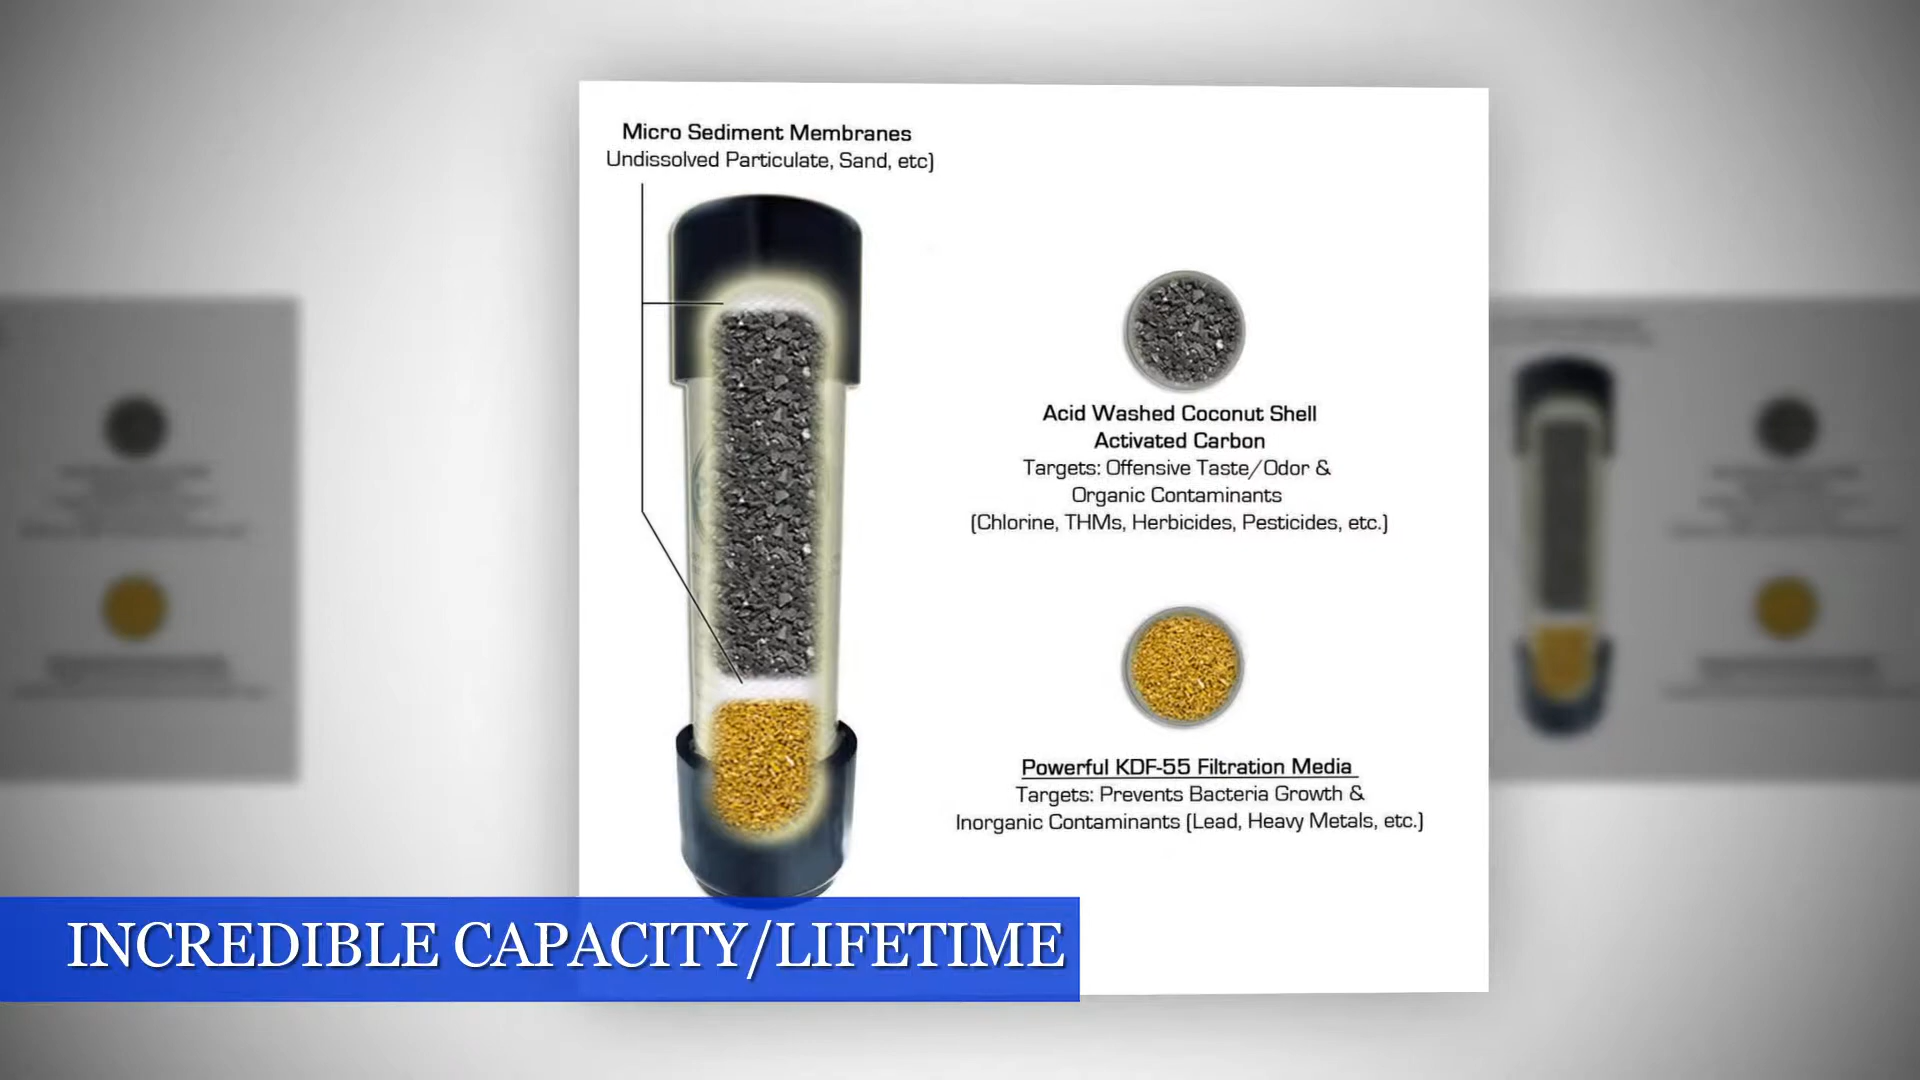 Micro Sediment Membranes
Undissolved Particulate, Sand, etc)
Acid Washed Coconut Shell
Activated Carbon
Targets: Offensive Taste/Odor &
Organic Contaminants
(Chlorine, THMs, Herbicides, Pesticides, etc.)
Powerful KDF-55 Filtration Media
Targets: Prevents Bacteria Growth &
Inorganic Contaminants (Lead, Heavy Metals, etc.)
INCREDIBLE CAPACITY/LIFETIME